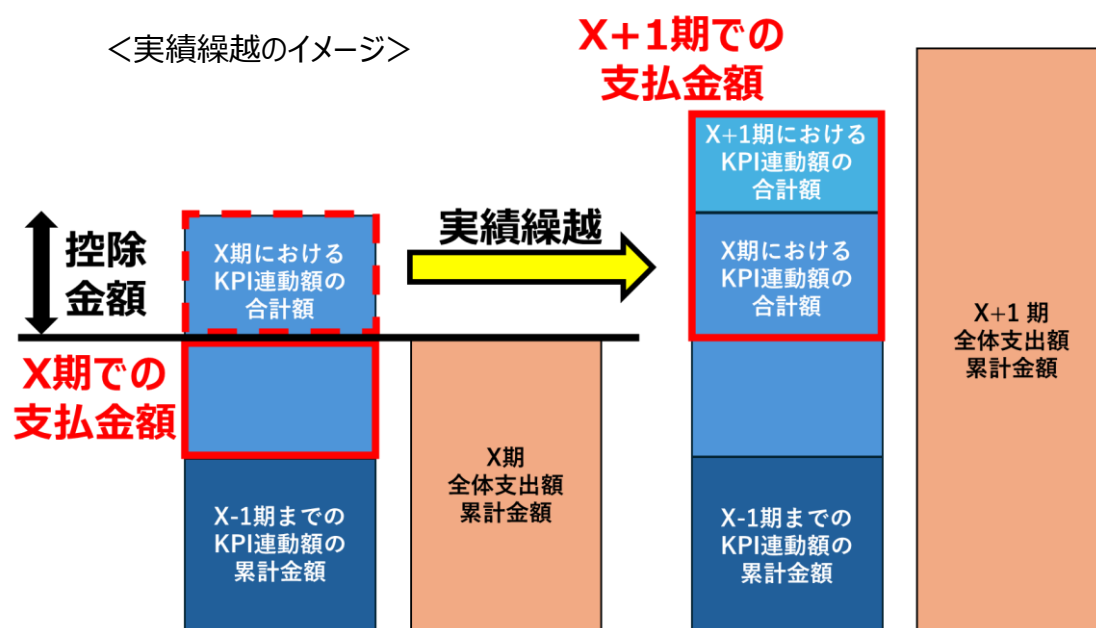 ＜実績繰越のイメージ＞
X+1期での
支払金額
控除
金額
X期における
KPI連動額の
合計額
実績繰越
X+1期における
KPI連動額の
合計額
X期における
KPI連動額の
合計額
X期での
支払金額
X-1期までの
KPI連動額の
累計金額
X期
全体支出額
累計金額
X-1期までの
KPI連動額の
累計金額
X+1 期
全体支出額
累計金額